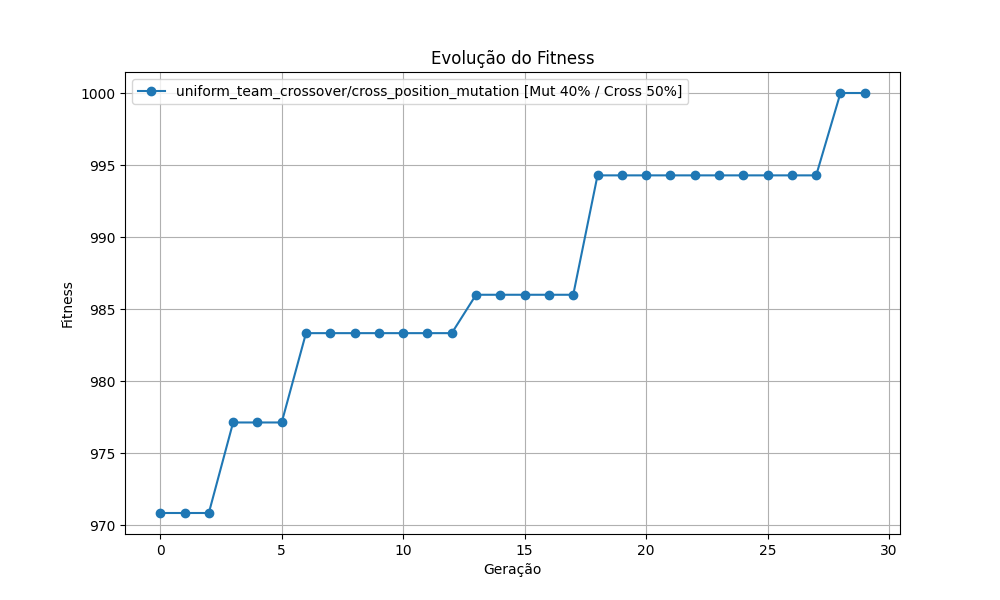 Evolução do Fitness
uniform_team_crossover/cross_position_mutation [Mut 40% / Cross 50%]
1000
995
990
985
980
975
970
Fitness
0 5 10 15 20 25 30
Geração